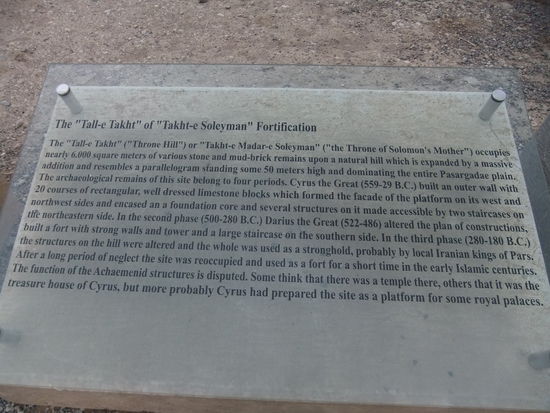 The "Tall-e Takht" of "Takht-e Soleyman" Fortification
The "Tall-e Takht" ("Throne Hill") or "Takht-e Madar-e Soleyman" ("the Throne of Solomon's Mother") occupies
nearly 6.000 square meters of various stone and mud-brick remains upon a natural hill which is expanded by a massive
addition and resembles a parallelogram standing some 50 meters high and dominating the entire Pasargadae plain.
The archaeological remains of this site belong to four periods. Cyrus the Great (559-29 B.C.) built an outer wall with
20 courses of rectangular, well dressed limestone blocks which formed the facade of the platform on its west and
northwest sides and encased an a foundation core and several structures on it made accessible by two staircases on
the northeastern side. In the second phase (500-280 B.C.) Darius the Great (522-486) altered the plan of constructions,
built a fort with strong walls and tower and a large staircase on the southern side. In the third phase (280-180 B.C.)
the structures on the hill were altered and the whole was used as a stronghold, probably by local Iranian kings of Pars.
After a long period of neglect the site was reoccupied and used as a fort for a short time in the early Islamic centuries.
The function of the Achaemenid structures is disputed. Some think that there was a temple there, others that it was the
treasure house of Cyrus, but more probably Cyrus had prepared the site as a platform for some royal palaces.